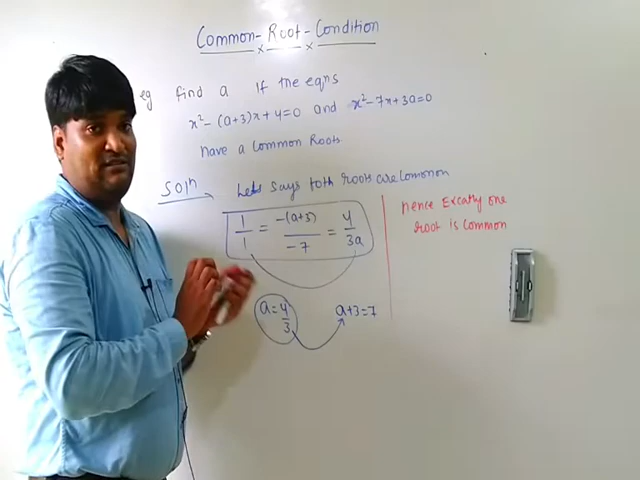 Common-Root-Condition
eg find a If the eqns
x²-(a+3)x+4=0 and x²-7x+3a=0
have a Common Roots.
Soln → Let says both roots are Common
1/1 = -(a+3)/-7 = 4/3a
a=4/3 a+3=7
hence Excatly one
root is common